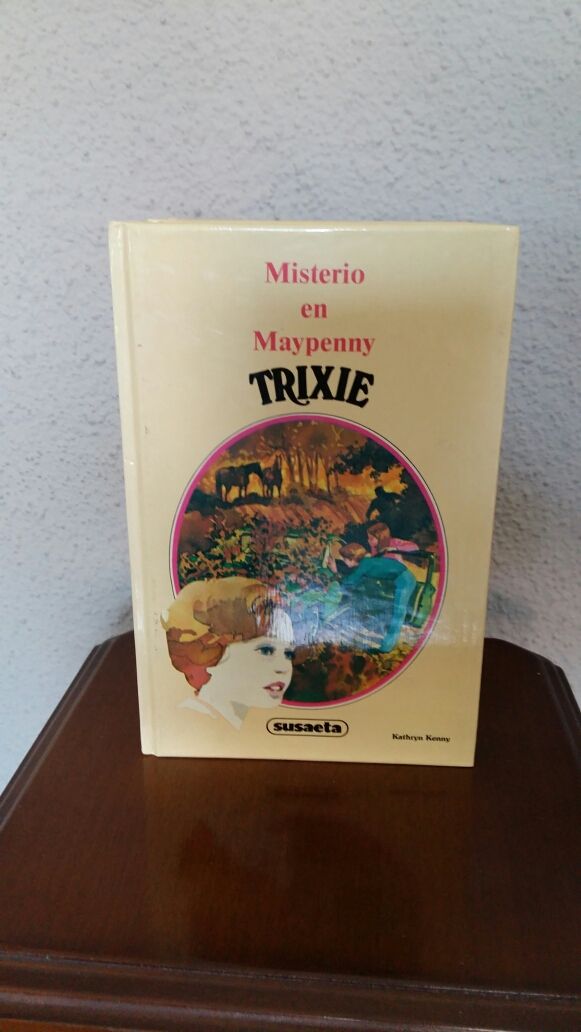 Misterio
en
Maypenny
TRIXIE
susaeta
Kathryn Kenny